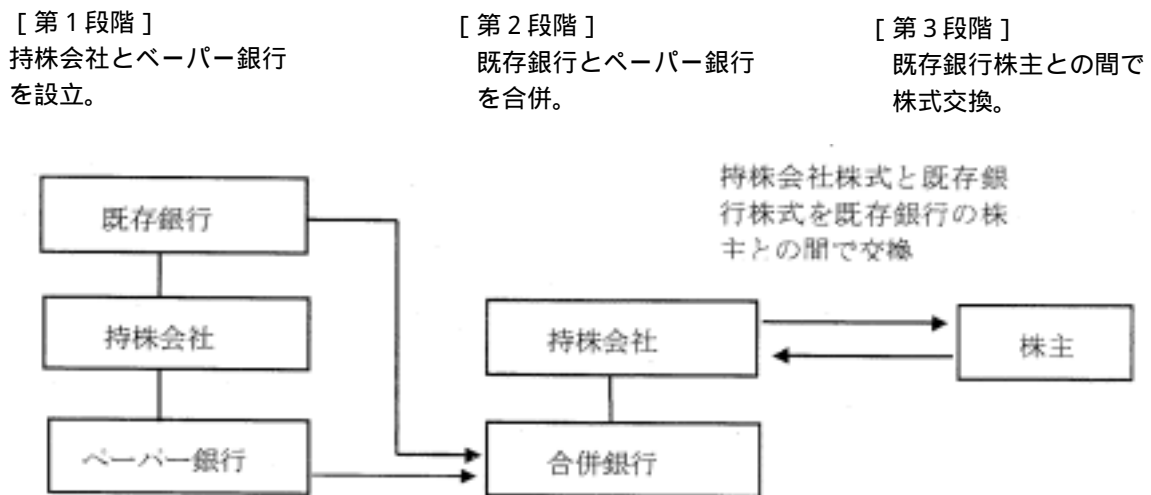 [ 第1段階 ]
持株会社とペーパー銀行
を設立。
[ 第2段階 ]
既存銀行とペーパー銀行
を合併。
[ 第3段階 ]
既存銀行株主との間で
株式交換。
持株会社株式と既存銀
行株式を既存銀行の株
主との間で交換
既存銀行
持株会社
ペーパー銀行
持株会社
合併銀行
株主